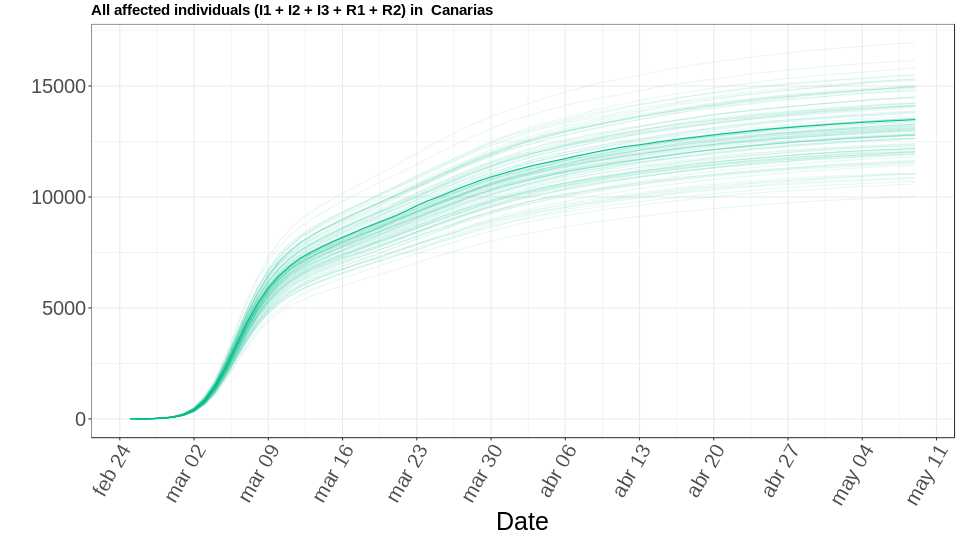 All affected individuals (I1 + I2 + I3 + R1 + R2) in  Canarias
15000
10000
5000
0
feb 24
mar 02
mar 09
mar 16
mar 23
mar 30
abr 06
abr 13
abr 20
abr 27
may 04
may 11
Date